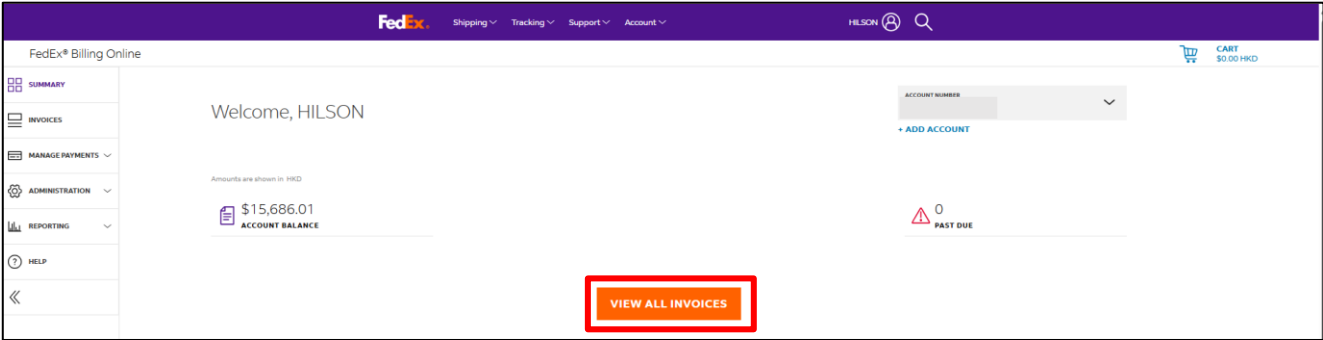 FedEx. Shipping Tracking Support Account HILSON
FedEx® Billing Online
CART
$0.00 HKD
SUMMARY
INVOICES
MANAGE PAYMENTS
ADMINISTRATION
REPORTING
HELP
Welcome, HILSON
ACCOUNT NUMBER
+ ADD ACCOUNT
Amounts are shown in HKD
$15,686.01
ACCOUNT BALANCE
0
PAST DUE
VIEW ALL INVOICES